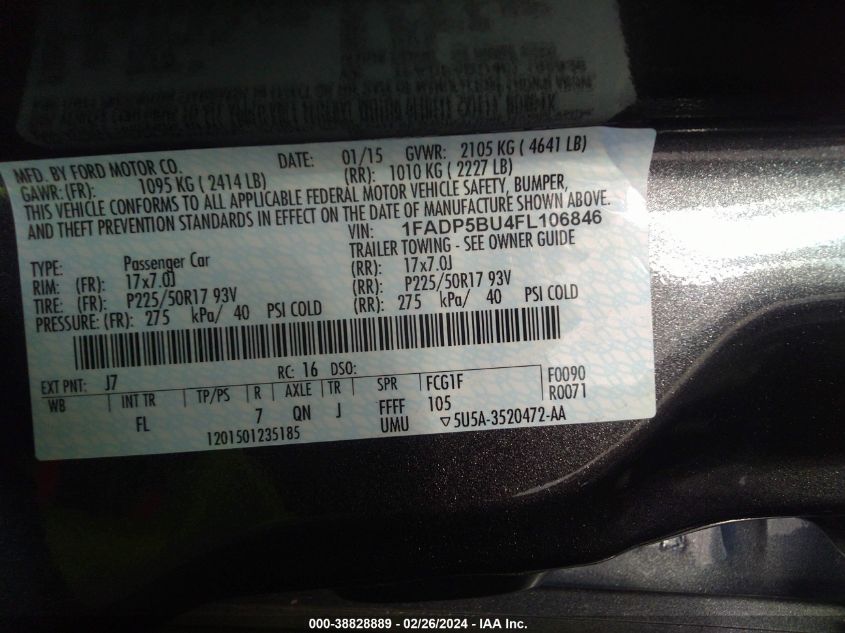 MFD. BY FORD MOTOR CO. DATE: 01/15 GVWR: 2105 KG ( 4641 LB)
GAWR: (FR): 1095 KG ( 2414 LB) (RR): 1010 KG ( 2227 LB)
THIS VEHICLE CONFORMS TO ALL APPLICABLE FEDERAL MOTOR VEHICLE SAFETY, BUMPER,
AND THEFT PREVENTION STANDARDS IN EFFECT ON THE DATE OF MANUFACTURE SHOWN ABOVE.
VIN: 1FADP5BU4FL106846
TRAILER TOWING - SEE OWNER GUIDE
TYPE: Passenger Car
RIM: (FR): 17x7.0J (RR): 17x7.0J
TIRE: (FR): P225/50R17 93V (RR): P225/50R17 93V
PRESSURE: (FR): 275 kPa/ 40 PSI COLD (RR): 275 kPa/ 40 PSI COLD
EXT PNT: J7 RC: 16 DSO:
WB INT TR TP/PS R AXLE TR SPR FCG1F F0090
FL 7 QN J FFFF 105 R0071
1201501235185 UMU ▽5U5A-3520472-AA
000-38828889 - 02/26/2024 - IAA Inc.